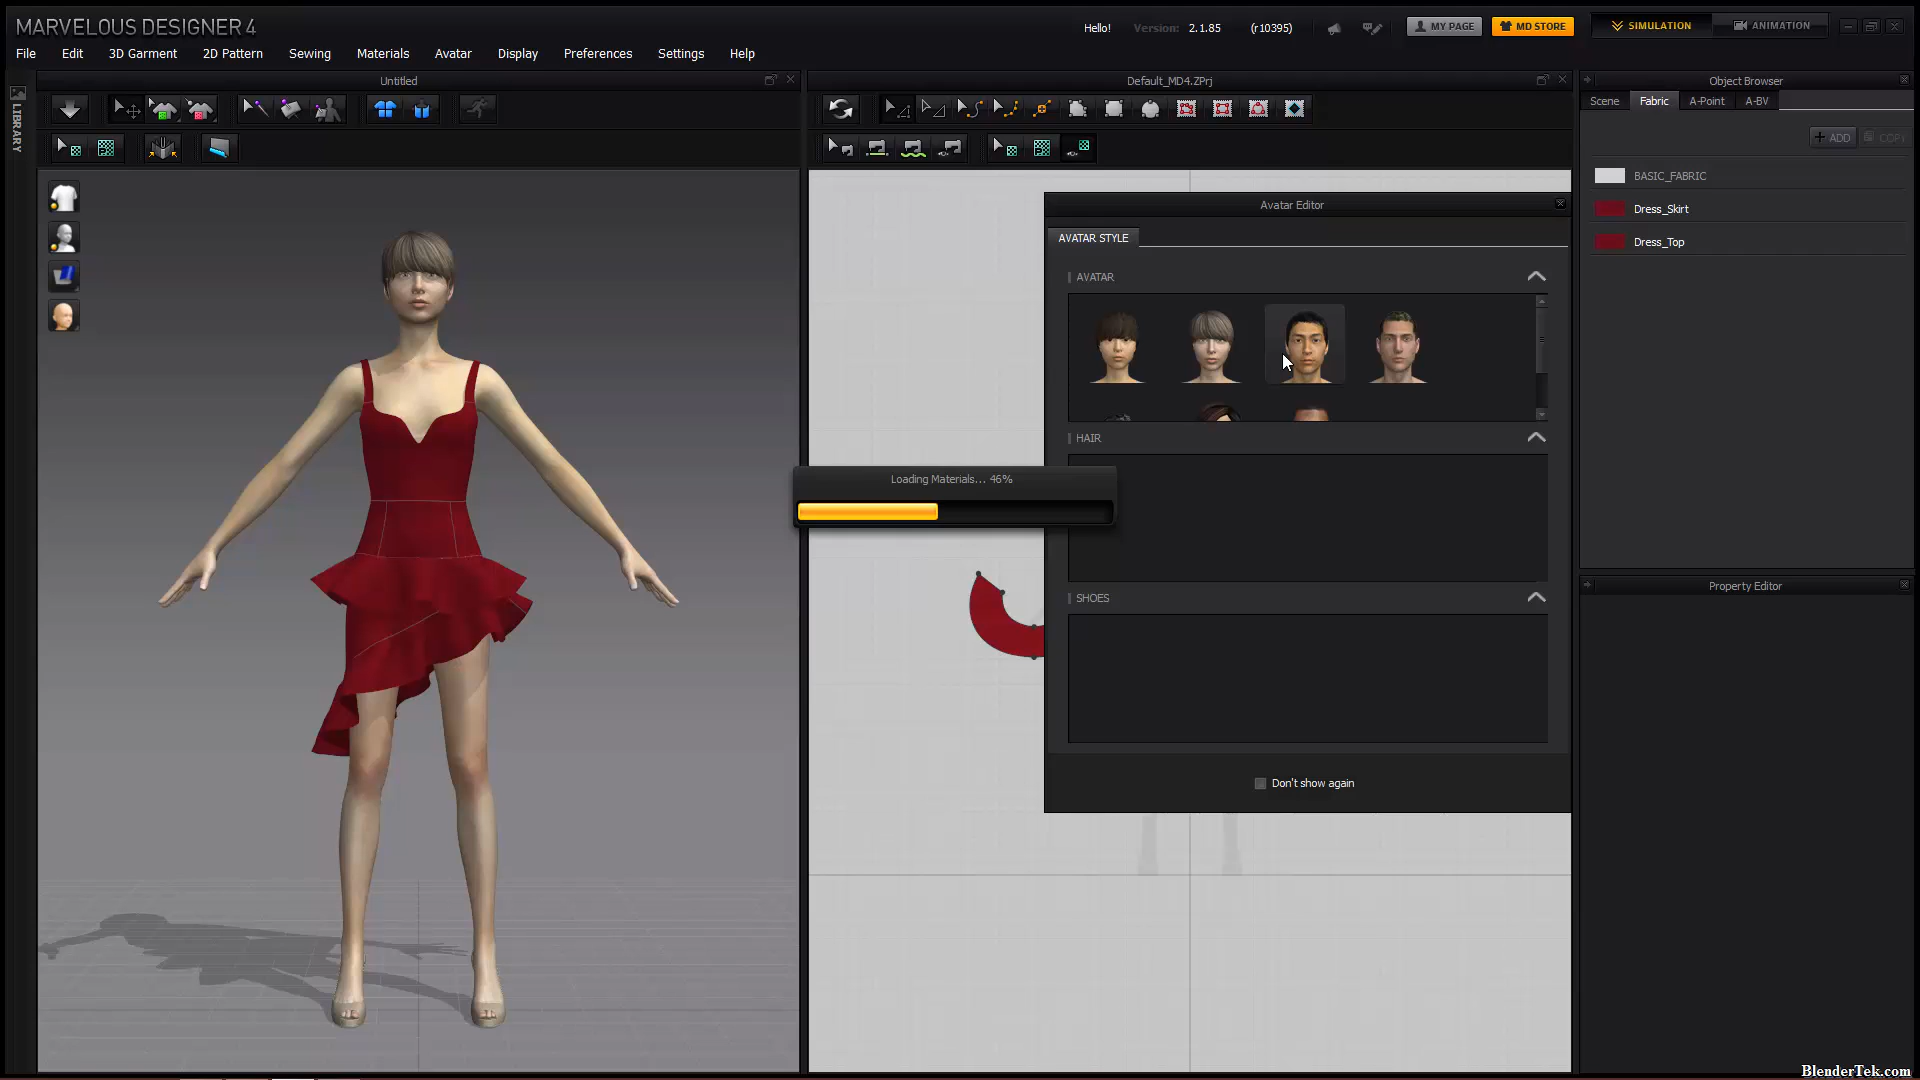 MARVELOUS DESIGNER 4
Hello! Version: 2.1.85 (r10395)
MY PAGE
MD STORE
SIMULATION
ANIMATION
File Edit 3D Garment 2D Pattern Sewing Materials Avatar Display Preferences Settings Help
LIBRARY
Untitled
Default_MD4.ZPrj
Object Browser
Scene Fabric A-Point A-BV
+ ADD
COPY
BASIC_FABRIC
Dress_Skirt
Dress_Top
Avatar Editor
AVATAR STYLE
AVATAR
HAIR
Loading Materials... 46%
SHOES
Don't show again
Property Editor
BlenderTek.com